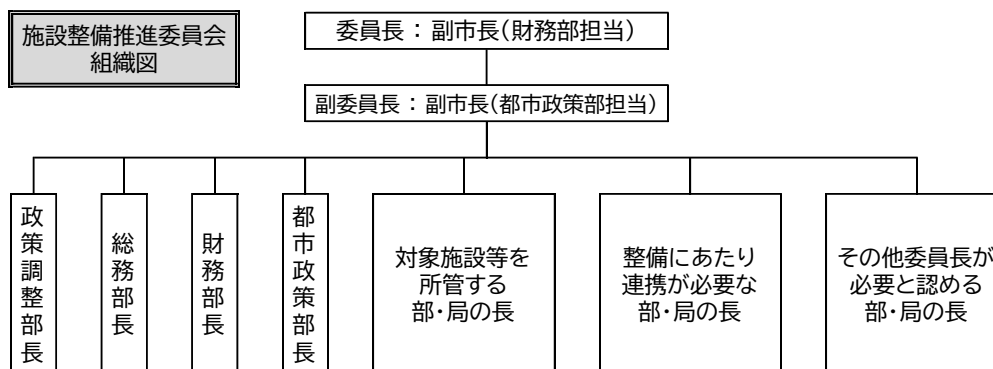 施設整備推進委員会
組織図
委員長：副市長（財務部担当）
副委員長：副市長（都市政策部担当）
政策調整部長
総務部長
財務部長
都市政策部長
対象施設等を
所管する
部・局の長
整備にあたり
連携が必要な
部・局の長
その他委員長が
必要と認める
部・局の長